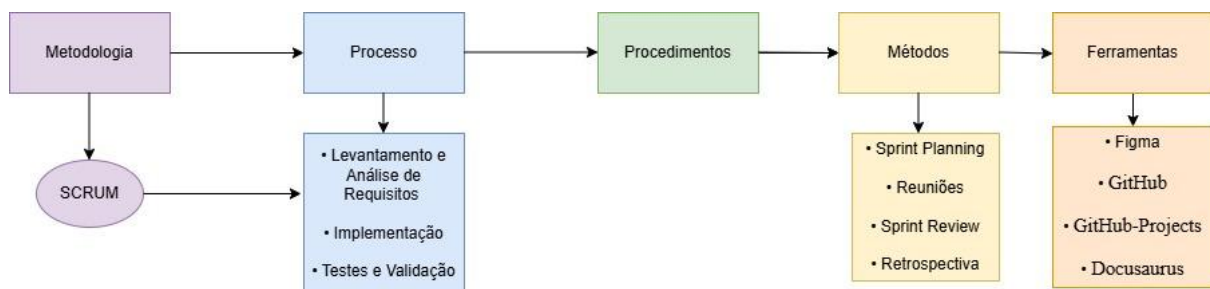 Metodologia
Processo
Procedimentos
Métodos
Ferramentas
SCRUM
• Levantamento e
Análise de
Requisitos
• Implementação
• Testes e Validação
• Sprint Planning
• Reuniões
• Sprint Review
• Retrospectiva
• Figma
• GitHub
• GitHub-Projects
• Docusaurus